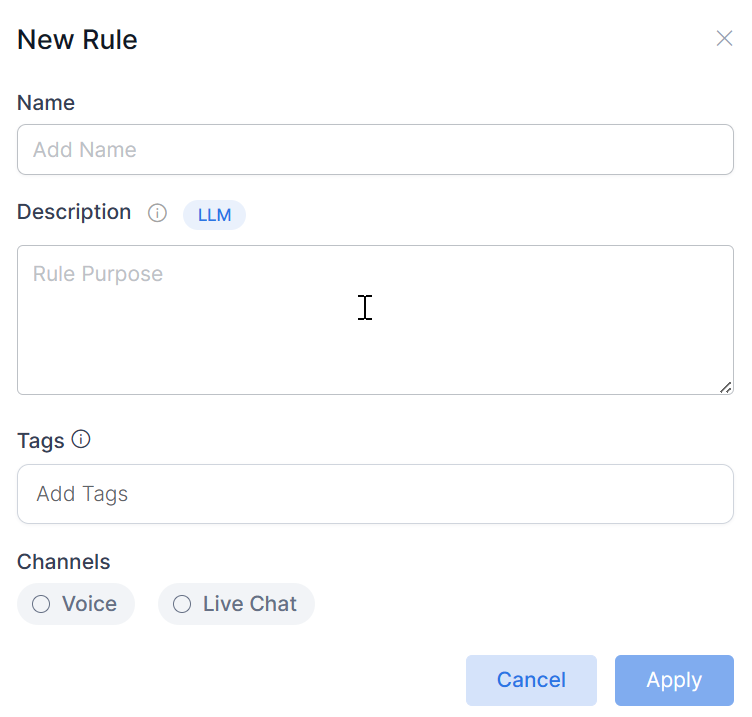 New Rule
Name
Add Name
Description LLM
Rule Purpose
Tags
Add Tags
Channels
Voice Live Chat
Cancel Apply